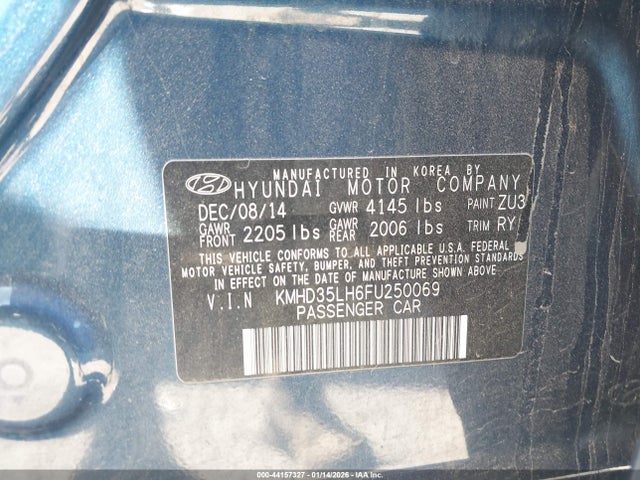 MANUFACTURED IN KOREA BY
HYUNDAI MOTOR COMPANY
DEC/08/14 GVWR 4145 lbs PAINT ZU3
GAWR FRONT 2205 lbs GAWR REAR 2006 lbs TRIM RY
THIS VEHICLE CONFORMS TO ALL APPLICABLE U.S.A. FEDERAL
MOTOR VEHICLE SAFETY, BUMPER, AND THEFT PREVENTION STANDARDS
IN EFFECT ON THE DATE OF MANUFACTURE SHOWN ABOVE.
V.I.N KMHD35LH6FU250069
PASSENGER CAR
000-44157327 - 01/14/2026 - IAAI.COM